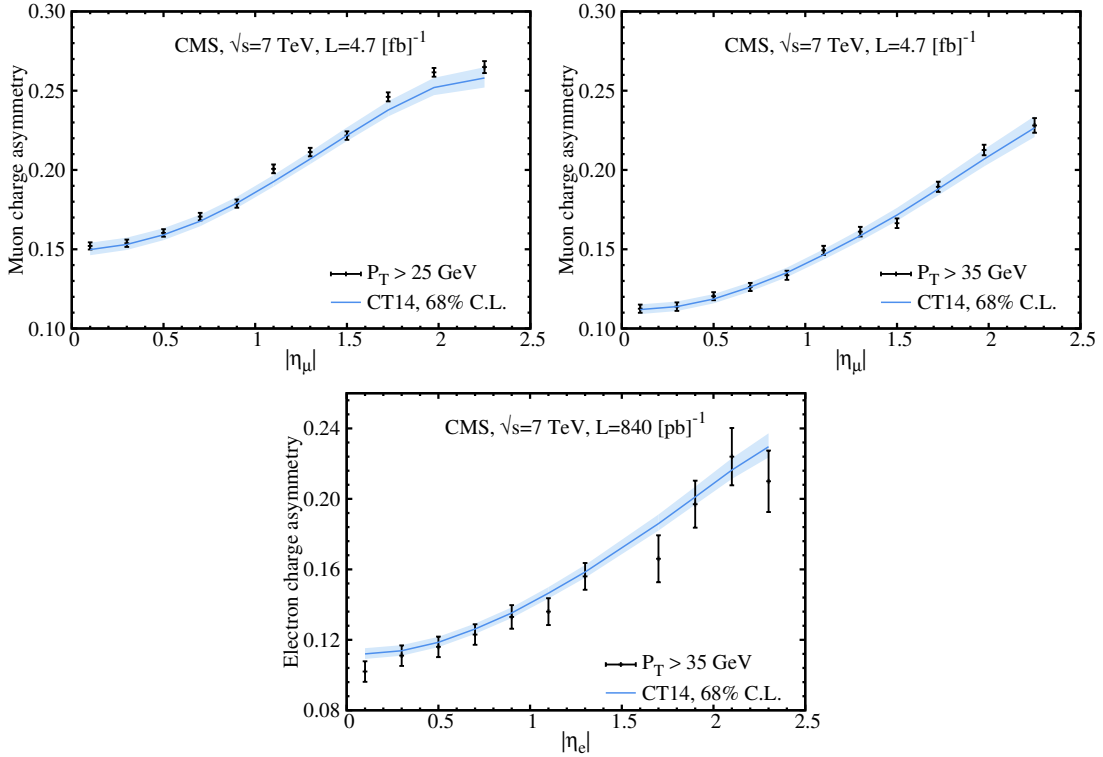 CMS, √s=7 TeV, L=4.7 [fb]-1
Muon charge asymmetry
0.30
0.25
0.20
0.15
0.10
P_T > 25 GeV
CT14, 68% C.L.
0 0.5 1 1.5 2 2.5
|η_μ|
CMS, √s=7 TeV, L=4.7 [fb]-1
Muon charge asymmetry
0.30
0.25
0.20
0.15
0.10
P_T > 35 GeV
CT14, 68% C.L.
0 0.5 1 1.5 2 2.5
|η_μ|
CMS, √s=7 TeV, L=840 [pb]-1
Electron charge asymmetry
0.24
0.20
0.16
0.12
0.08
P_T > 35 GeV
CT14, 68% C.L.
0 0.5 1 1.5 2 2.5
|η_e|